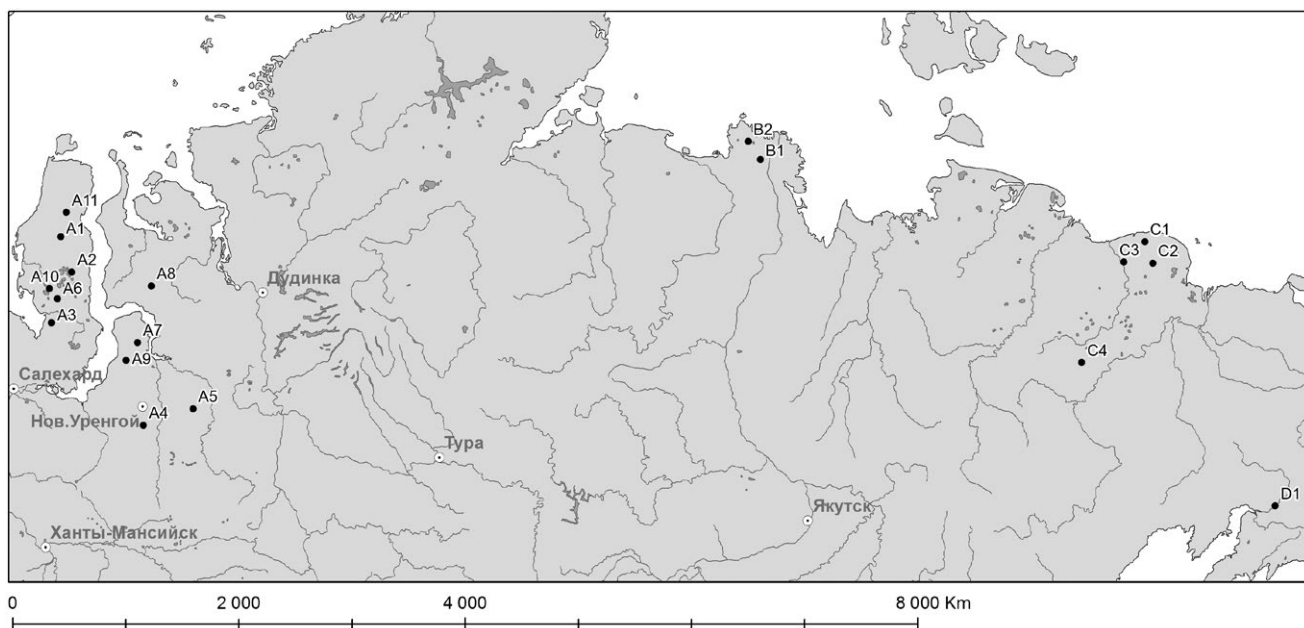 B2
B1
A11
A1
C1
C3
C2
A2
A10
A8
A6
Дудинка
A3
A7
A9
C4
Салехард
A5
A4
Нов.Уренгой
Тура
D1
Якутск
Ханты-Мансийск
0 2 000 4 000 8 000 Km